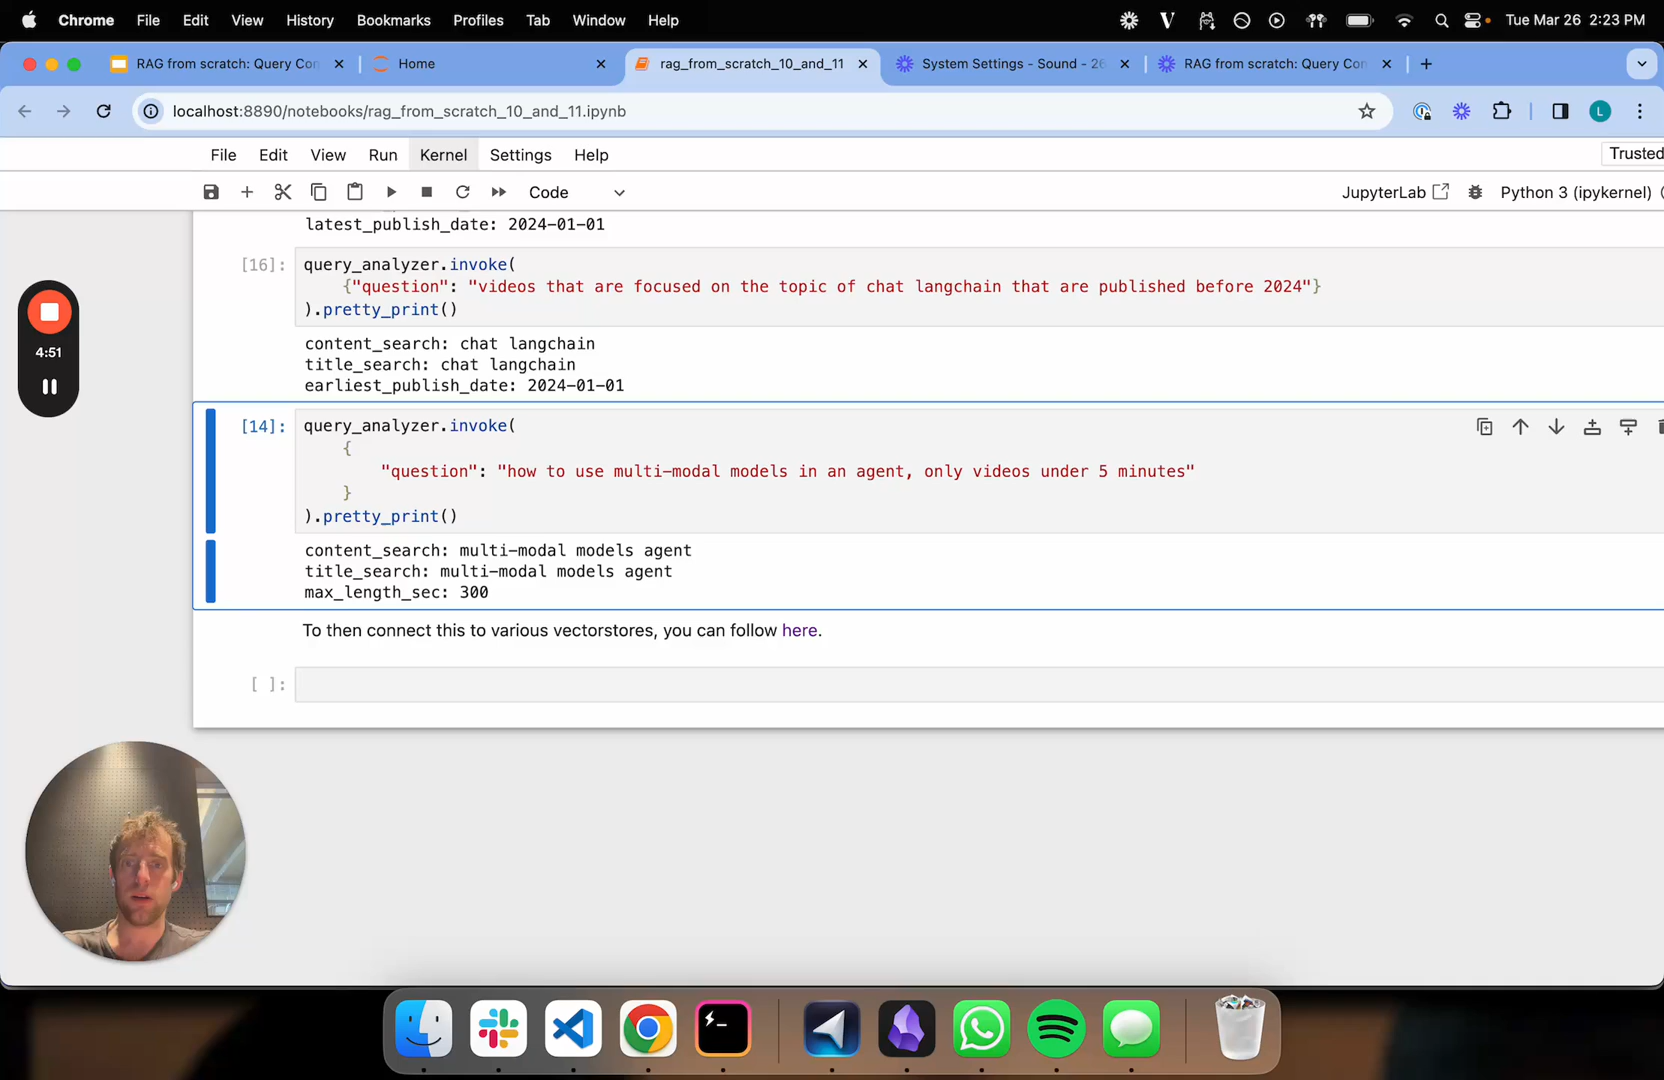 Chrome File Edit View History Bookmarks Profiles Tab Window Help Tue Mar 26 2:23 PM
RAG from scratch: Query Con Home rag_from_scratch_10_and_11 System Settings - Sound - RAG from scratch: Query Con
localhost:8890/notebooks/rag_from_scratch_10_and_11.ipynb L
File Edit View Run Kernel Settings Help Trusted
Code JupyterLab Python 3 (ipykernel)
latest_publish_date: 2024-01-01
[16]: query_analyzer.invoke(
{"question": "videos that are focused on the topic of chat langchain that are published before 2024"}
).pretty_print()
content_search: chat langchain
title_search: chat langchain
earliest_publish_date: 2024-01-01
4:51
[14]: query_analyzer.invoke(
{
"question": "how to use multi-modal models in an agent, only videos under 5 minutes"
}
).pretty_print()
content_search: multi-modal models agent
title_search: multi-modal models agent
max_length_sec: 300
To then connect this to various vectorstores, you can follow here.
[ ]: